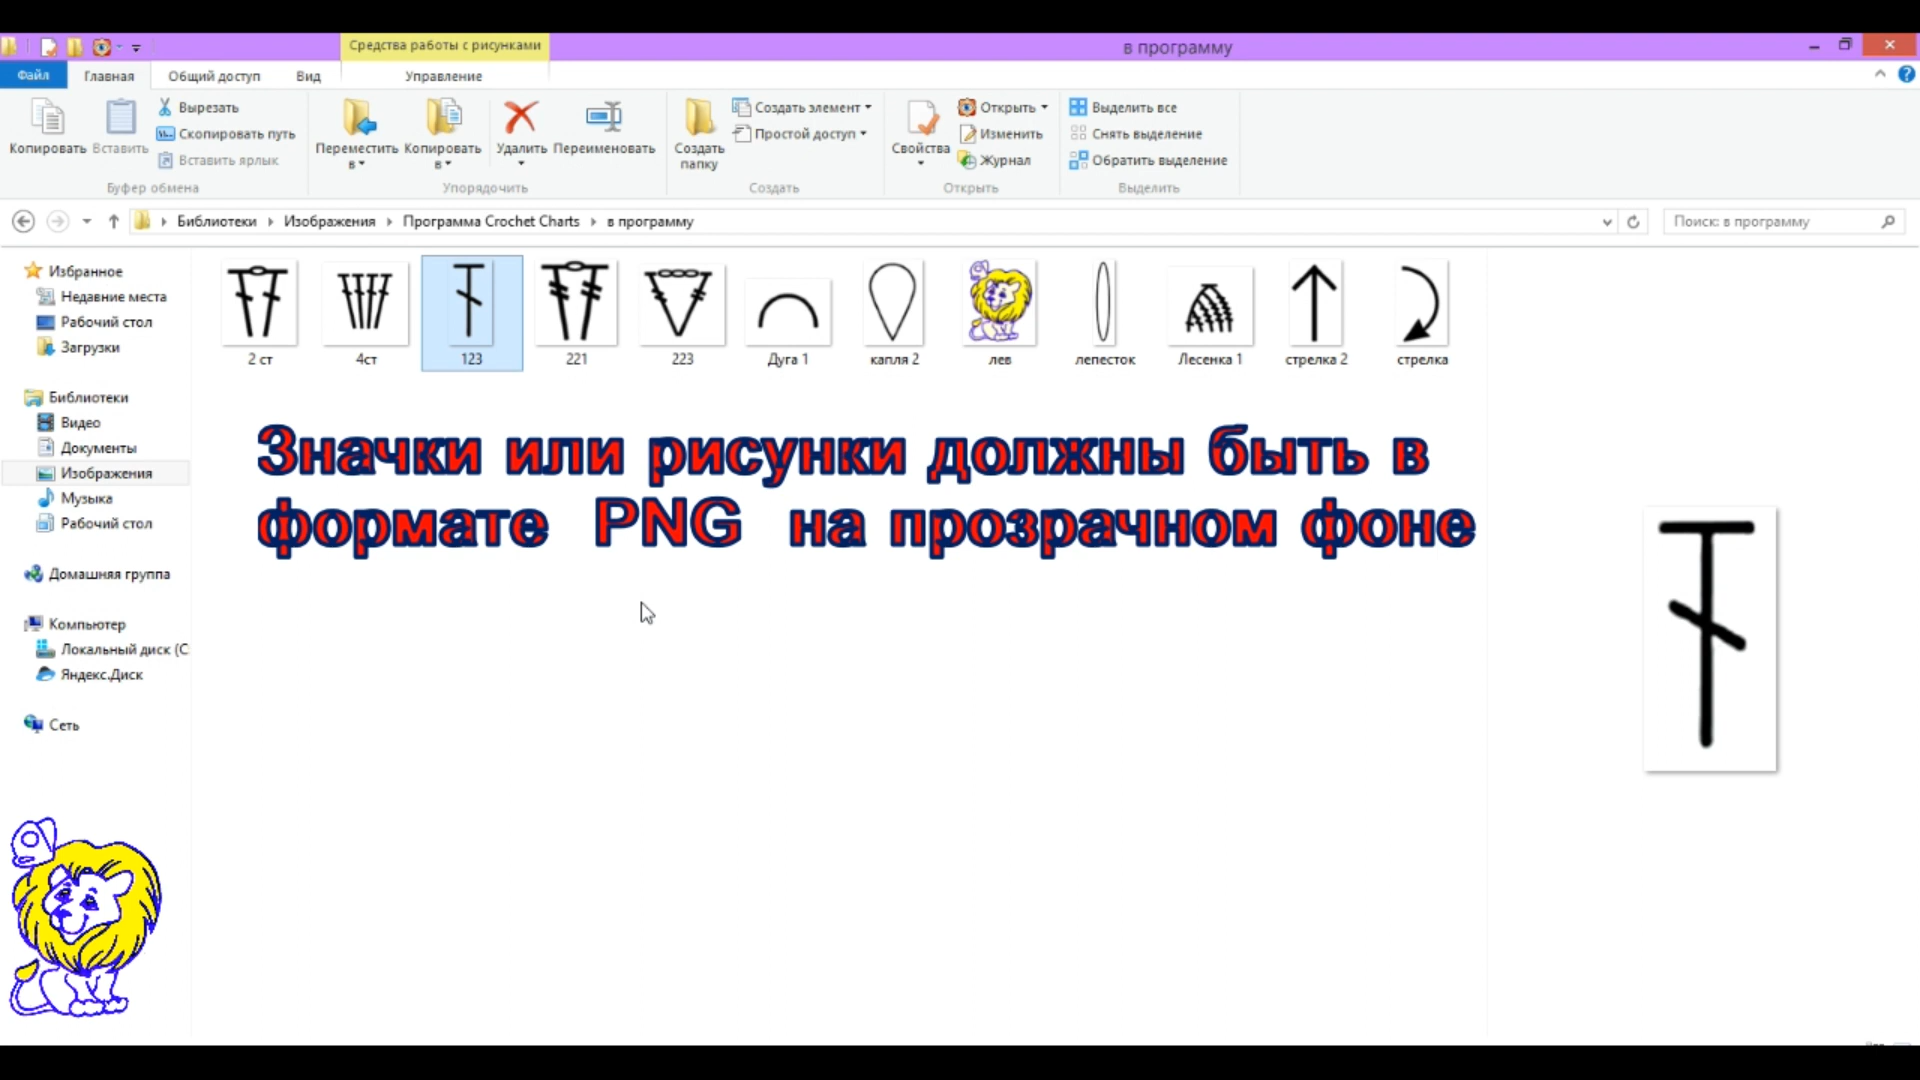 Средства работы с рисунками
в программу
Файл
Главная
Общий доступ
Вид
Управление
Копировать
Вставить
Вырезать
Скопировать путь
Вставить ярлык
Буфер обмена
Переместить в
Копировать в
Удалить
Переименовать
Упорядочить
Создать папку
Создать элемент
Простой доступ
Создать
Свойства
Открыть
Изменить
Журнал
Открыть
Выделить все
Снять выделение
Обратить выделение
Выделить
Библиотеки
Изображения
Программа Crochet Charts
в программу
Поиск: в программу
Избранное
Недавние места
Рабочий стол
Загрузки
Библиотеки
Видео
Документы
Изображения
Музыка
Рабочий стол
Домашняя группа
Компьютер
Локальный диск (С
Яндекс.Диск
Сеть
2 ст
4ст
123
221
223
Дуга 1
капля 2
лев
лепесток
Лесенка 1
стрелка 2
стрелка
Значки или рисунки должны быть в
формате PNG на прозрачном фоне